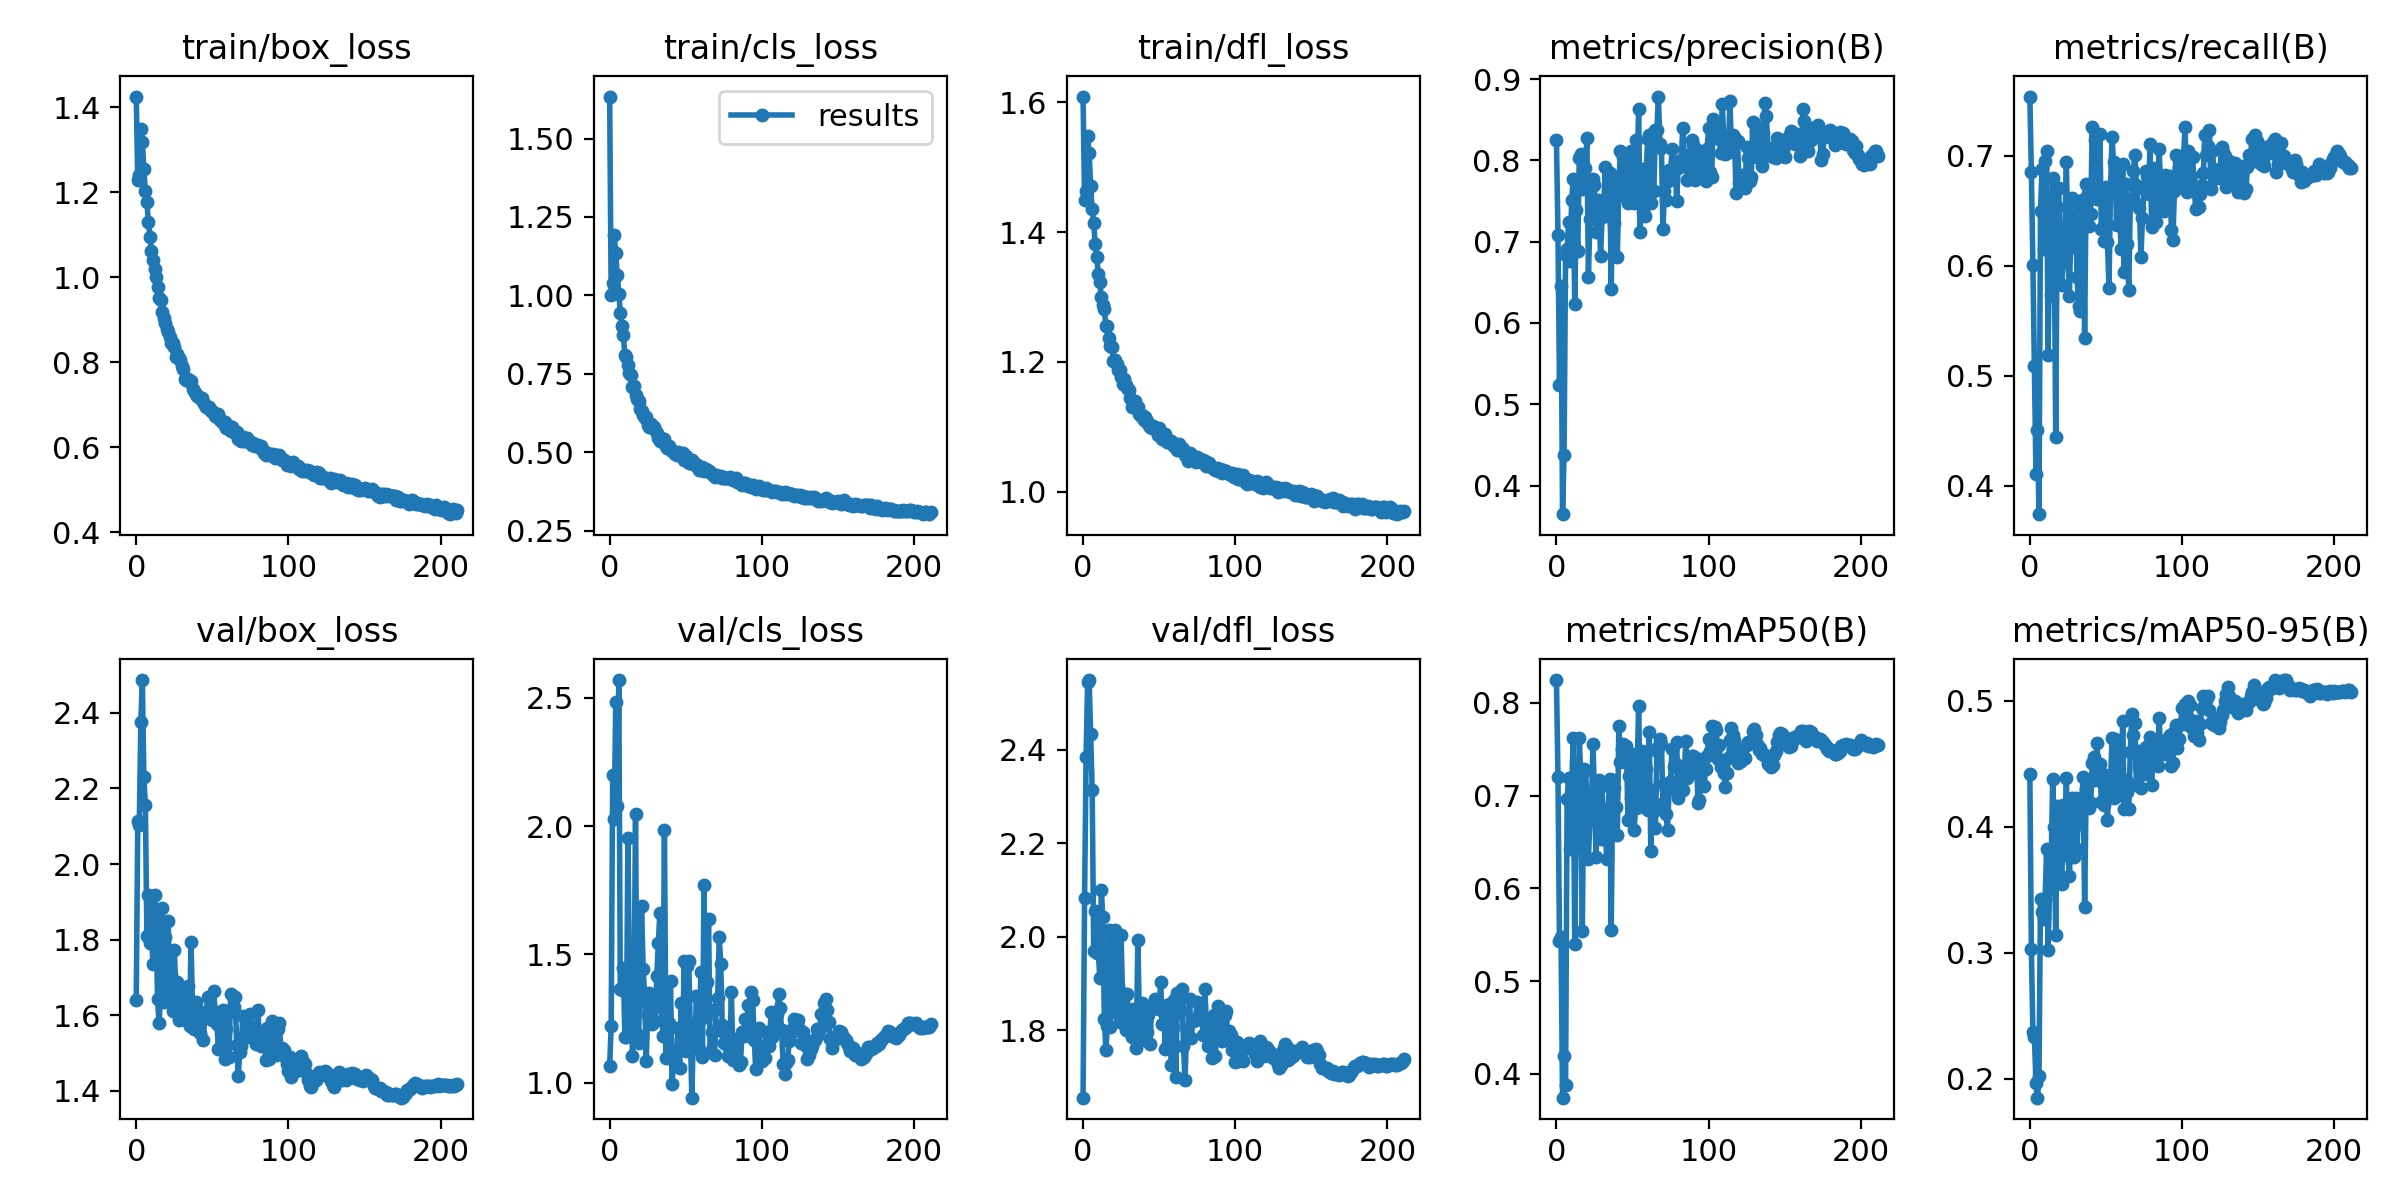 train/box_loss
train/cls_loss
train/dfl_loss
metrics/precision(B)
metrics/recall(B)
results
1.4
1.2
1.0
0.8
0.6
0.4
0 100 200
1.50
1.25
1.00
0.75
0.50
0.25
0 100 200
1.6
1.4
1.2
1.0
0 100 200
0.9
0.8
0.7
0.6
0.5
0.4
0 100 200
0.7
0.6
0.5
0.4
0 100 200
val/box_loss
val/cls_loss
val/dfl_loss
metrics/mAP50(B)
metrics/mAP50-95(B)
2.4
2.2
2.0
1.8
1.6
1.4
0 100 200
2.5
2.0
1.5
1.0
0 100 200
2.4
2.2
2.0
1.8
0 100 200
0.8
0.7
0.6
0.5
0.4
0 100 200
0.5
0.4
0.3
0.2
0 100 200